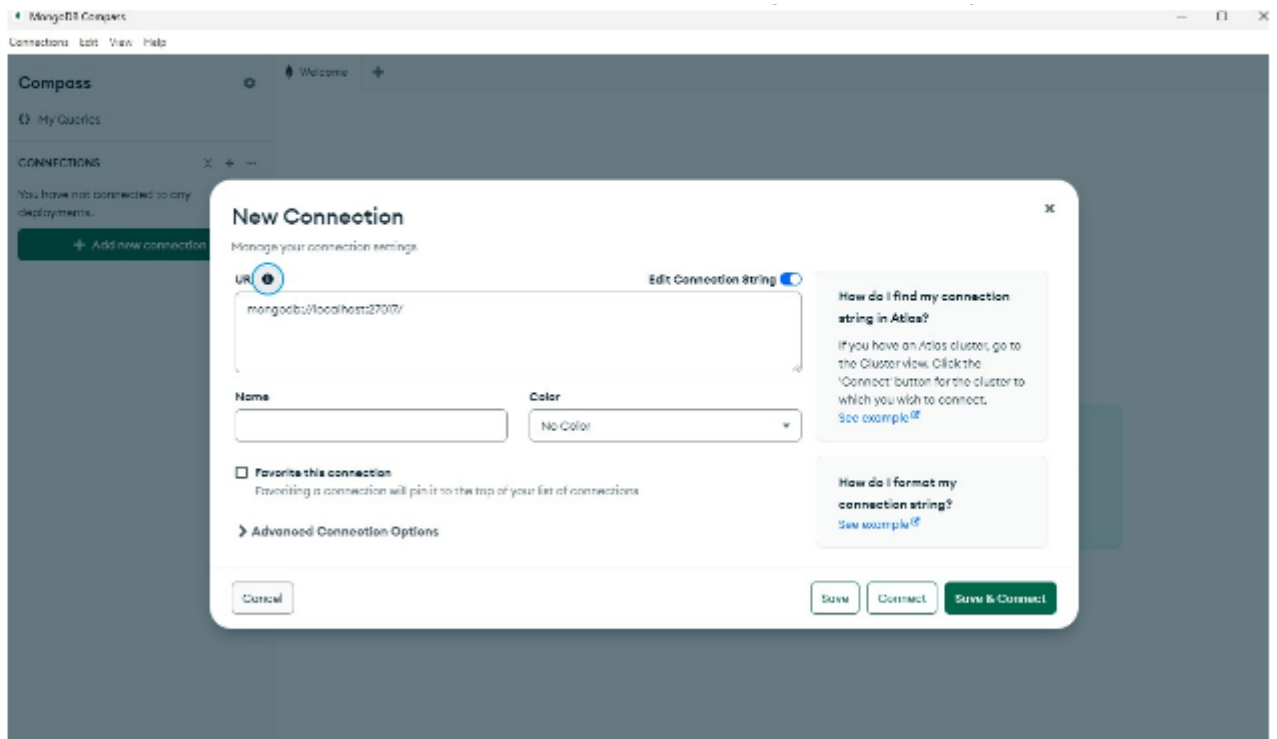 MongoDB Compass
Connections Edit View Help
Compass
Welcome
My Queries
CONNECTIONS
You have not connected to any
deployments.
Add new connection
New Connection
Manage your connection settings
URI
Edit Connection String
mongodb://localhost:27017/
Name
Color
No Color
Favorite this connection
Favoriting a connection will pin it to the top of your list of connections
Advanced Connection Options
How do I find my connection
string in Atlas?
If you have an Atlas cluster, go to
the Cluster view. Click the
'Connect' button for the cluster to
which you wish to connect.
See example
How do I format my
connection string?
See example
Cancel
Save
Connect
Save & Connect